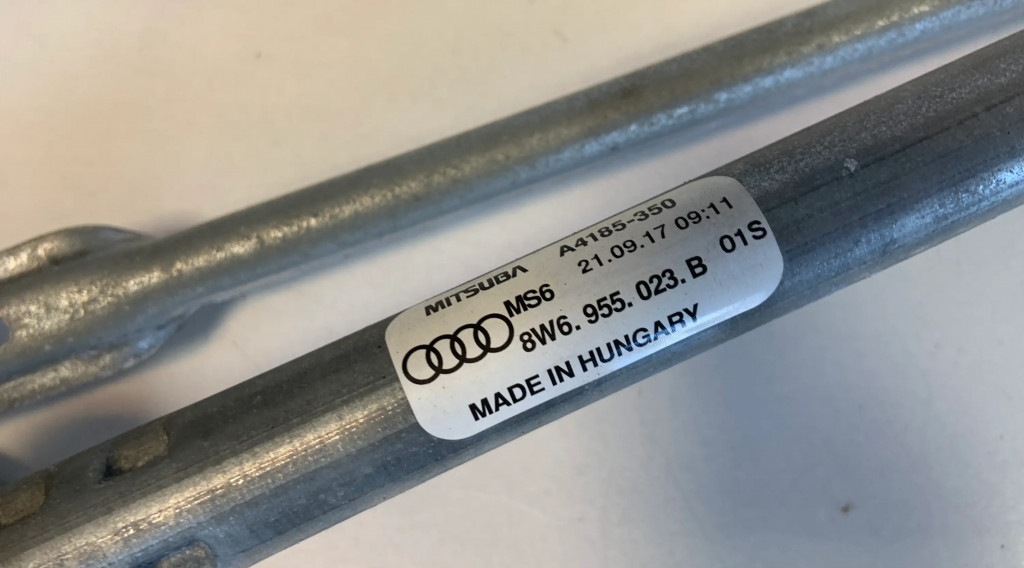 MITSUBA A4185-350
MS6 21.09.17 09:11
8W6. 955. 023. B 01S
MADE IN HUNGARY